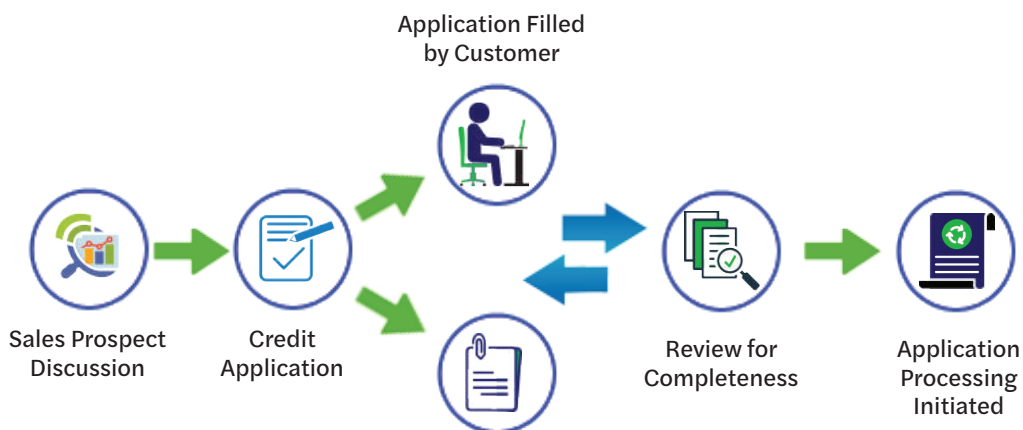 Application Filled
by Customer
Sales Prospect
Discussion
Credit
Application
Review for
Completeness
Application
Processing
Initiated